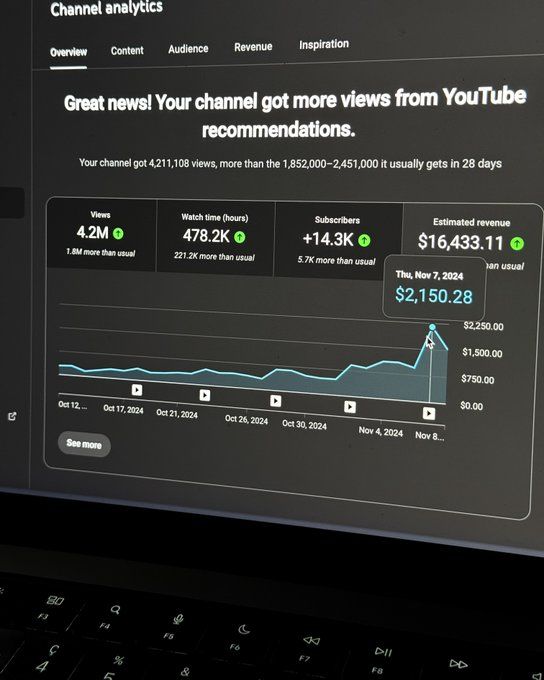 Channel analytics
Overview Content Audience Revenue Inspiration
Great news! Your channel got more views from YouTube
recommendations.
Your channel got 4,211,108 views, more than the 1,852,000–2,451,000 it usually gets in 28 days
Views
4.2M
1.8M more than usual
Watch time (hours)
478.2K
221.2K more than usual
Subscribers
+14.3K
5.7K more than usual
Estimated revenue
$16,433.11
than usual
Thu, Nov 7, 2024
$2,150.28
$2,250.00
$1,500.00
$750.00
$0.00
Oct 12, ... Oct 17, 2024 Oct 21, 2024 Oct 26, 2024 Oct 30, 2024 Nov 4, 2024 Nov 8...
See more
F3 F4 F5 F6 F7 F8
Ç
4
%
5
&